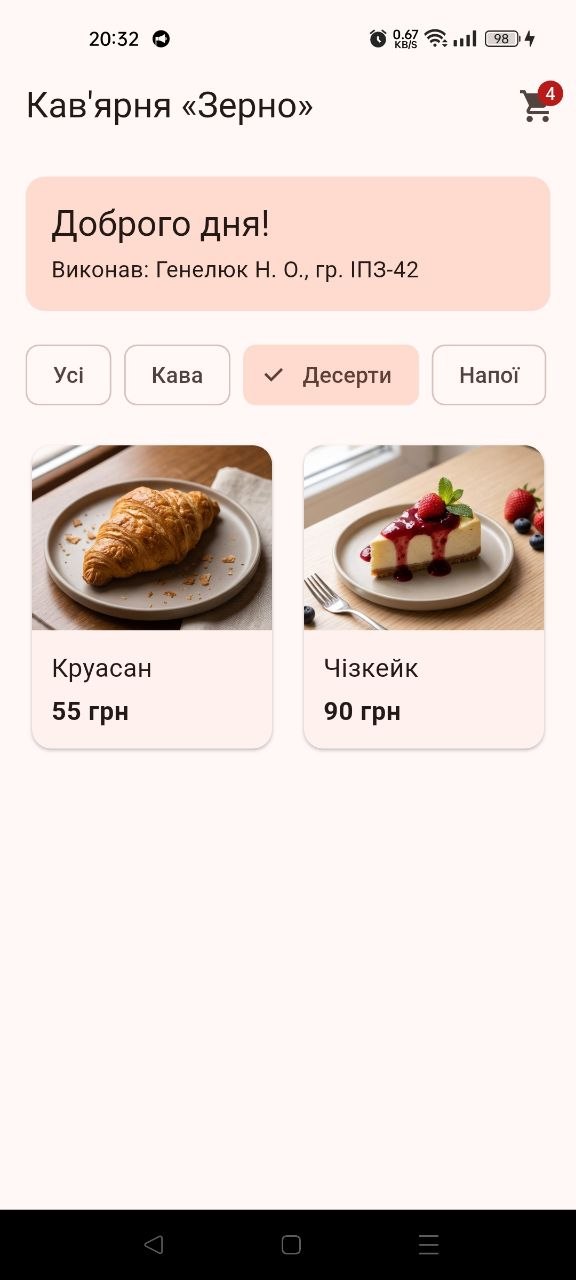 20:32 0.67 KB/S 98
Кав'ярня «Зерно» 4
Доброго дня!
Виконав: Генелюк Н. О., гр. ІПЗ-42
Усі Кава Десерти Напої
Круасан Чізкейк
55 грн 90 грн